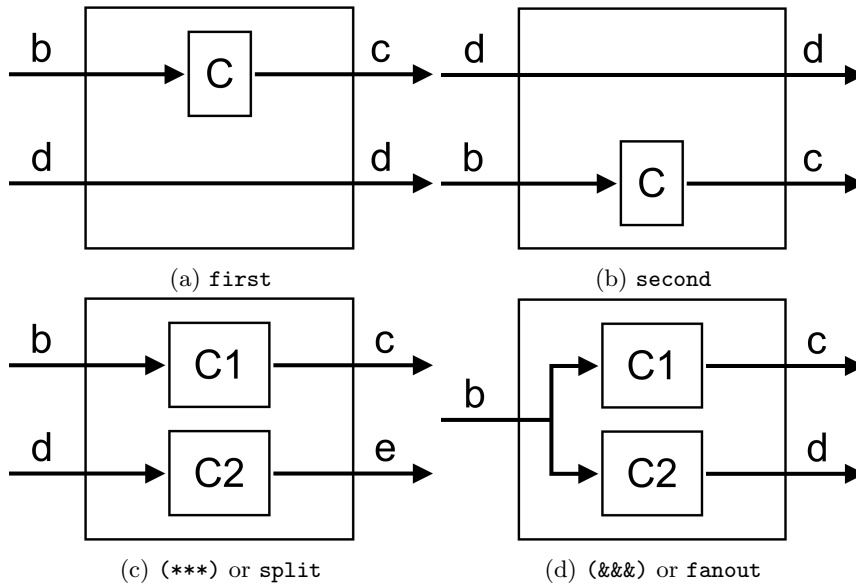 b C c
d d
(a) first
d d
b C c
(b) second
b C1 c
d C2 e
(c) (***) or split
b C1 c
C2 d
(d) (&&&) or fanout